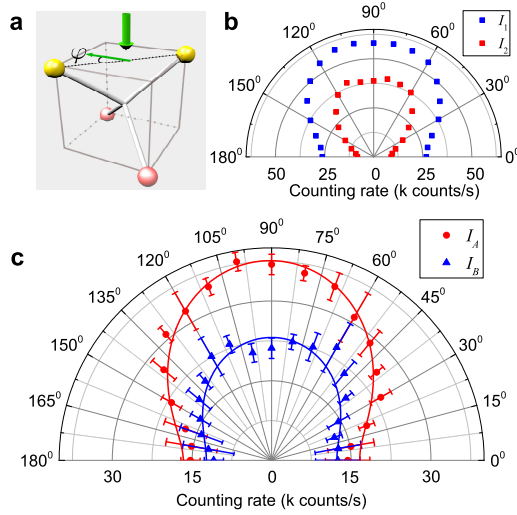 a
φ
b
I₁
I₂
90⁰
120⁰
60⁰
150⁰
30⁰
180⁰
0⁰
50 25 0 25 50
Counting rate (k counts/s)
c
I_A
I_B
90⁰
105⁰
75⁰
120⁰
60⁰
135⁰
45⁰
150⁰
30⁰
165⁰
15⁰
180⁰
0⁰
30 15 0 15 30
Counting rate (k counts/s)